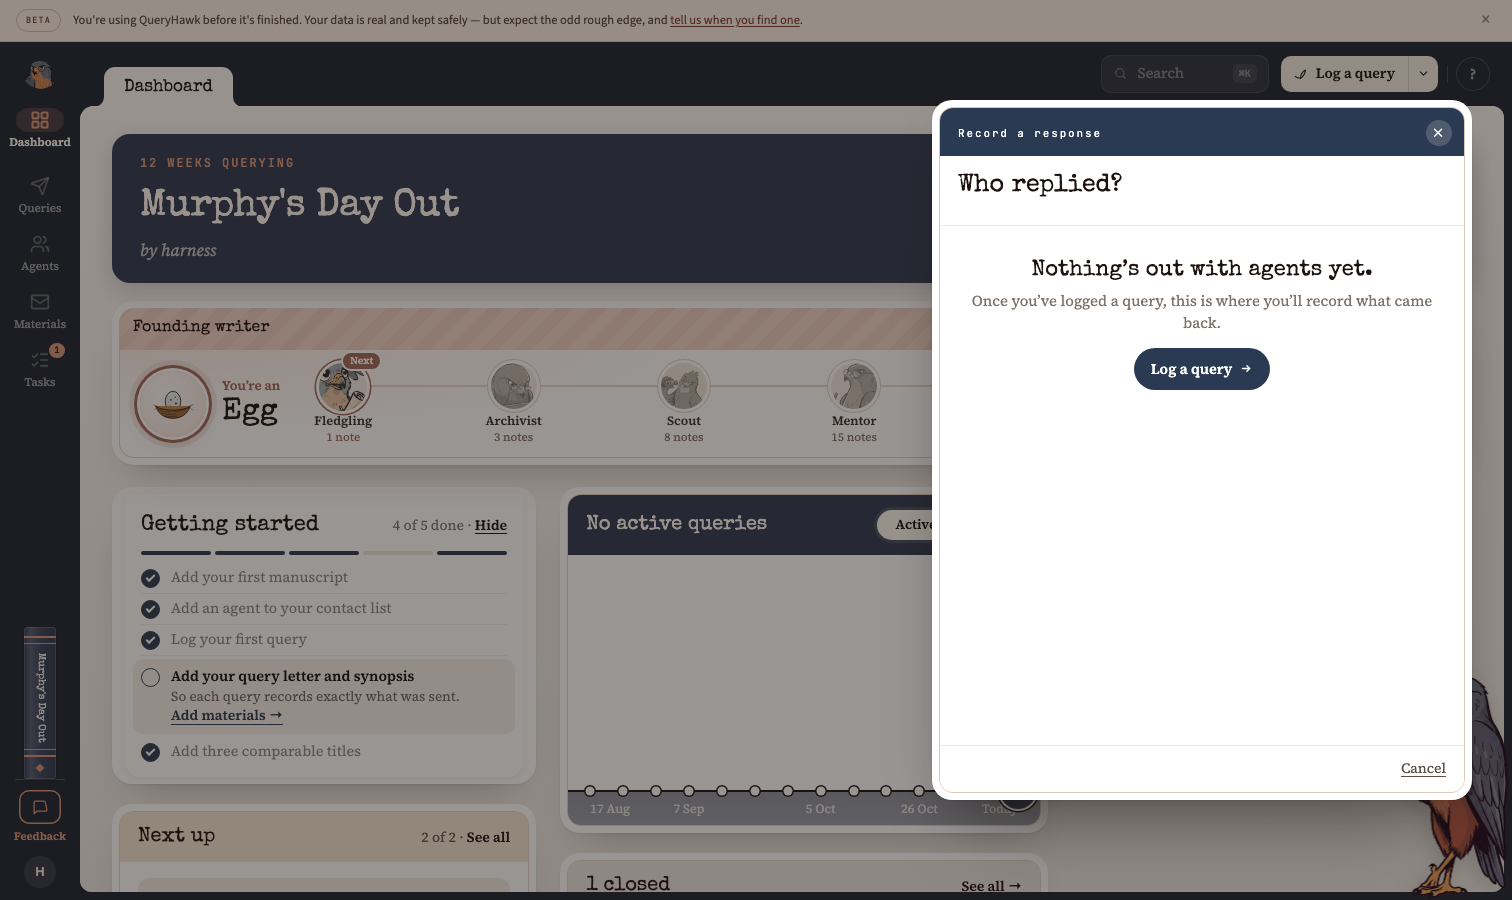 BETA You're using QueryHawk before it's finished. Your data is real and kept safely — but expect the odd rough edge, and tell us when you find one. ×
Dashboard
Search ⌘K
Log a query
?
Dashboard
Queries
Agents
Materials
1
Tasks
Murphy's Day Out
Feedback
H
12 WEEKS QUERYING
Murphy's Day Out
by harness
Founding writer
You're an
Egg
Next
Fledgling
1 note
Archivist
3 notes
Scout
8 notes
Mentor
15 notes
Getting started
4 of 5 done · Hide
Add your first manuscript
Add an agent to your contact list
Log your first query
Add your query letter and synopsis
So each query records exactly what was sent.
Add materials →
Add three comparable titles
Next up
2 of 2 · See all
No active queries
Active
17 Aug 7 Sep 5 Oct 26 Oct Today
1 closed
See all →
Record a response
Who replied?
Nothing’s out with agents yet.
Once you’ve logged a query, this is where you’ll record what came
back.
Log a query →
Cancel